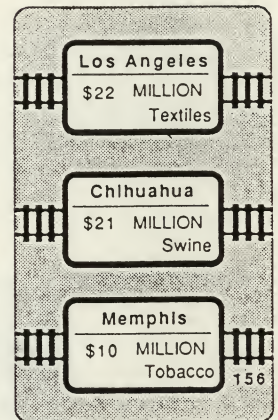 Los Angeles
$22 MILLION
Textiles
Chihuahua
$21 MILLION
Swine
Memphis
$10 MILLION
Tobacco
156